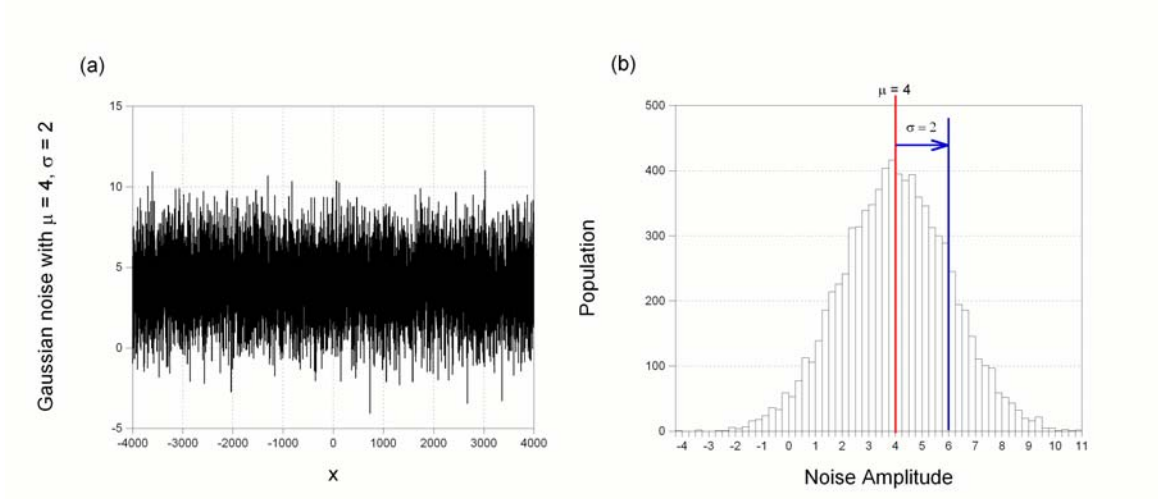 (a)
Gaussian noise with μ = 4, σ = 2
15
10
5
0
-5
-4000 -3000 -2000 -1000 0 1000 2000 3000 4000
x
(b)
μ = 4
σ = 2
Population
500
400
300
200
100
0
-4 -3 -2 -1 0 1 2 3 4 5 6 7 8 9 10 11
Noise Amplitude